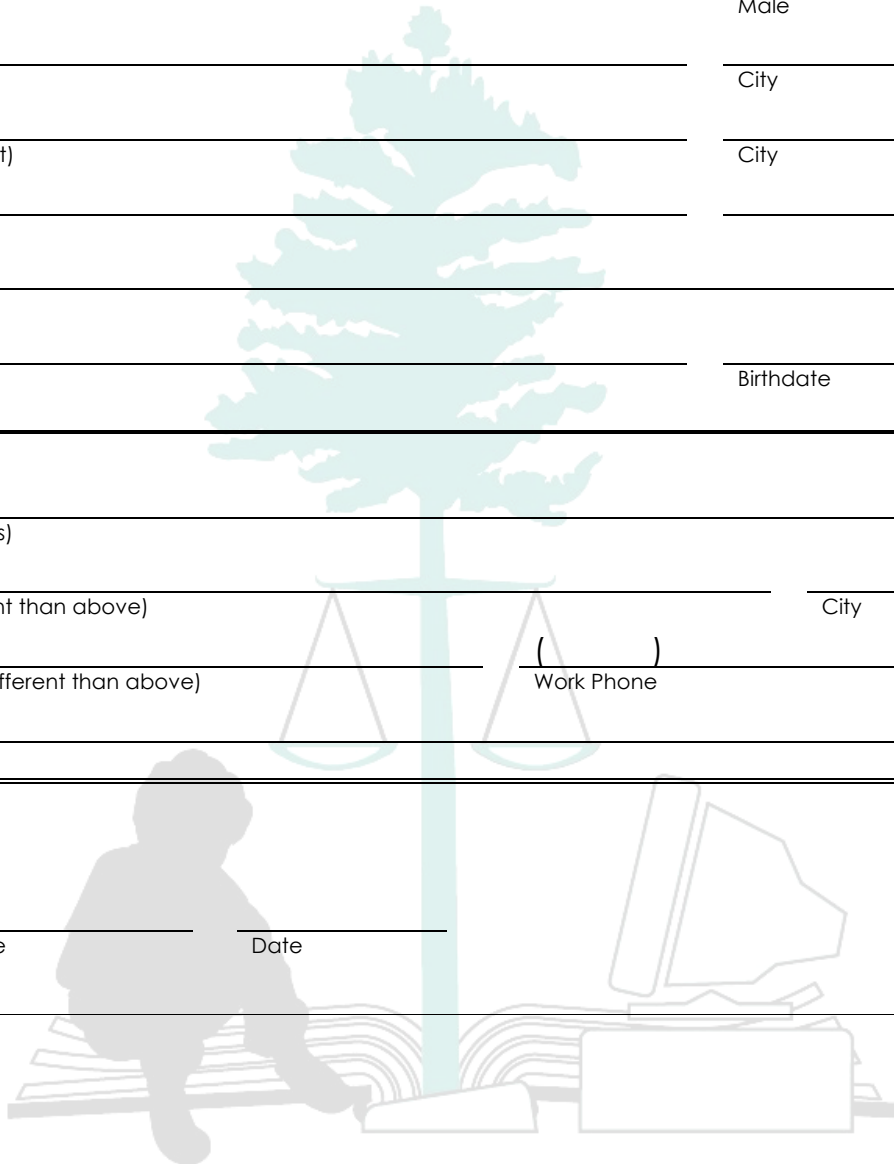 Male
City
t) City
Birthdate
s)
nt than above) City
( )
fferent than above) Work Phone
e Date